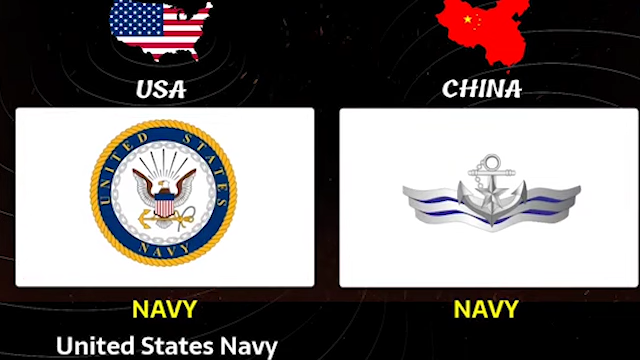 USA
CHINA
UNITED STATES
NAVY
NAVY
NAVY
United States Navy